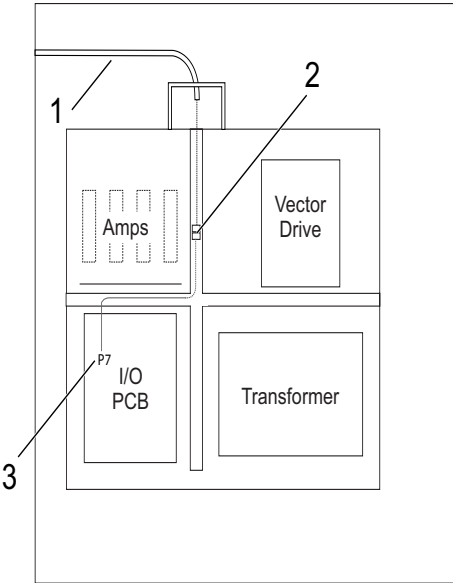 1
2
Amps
Vector
Drive
P7
I/O
PCB
Transformer
3